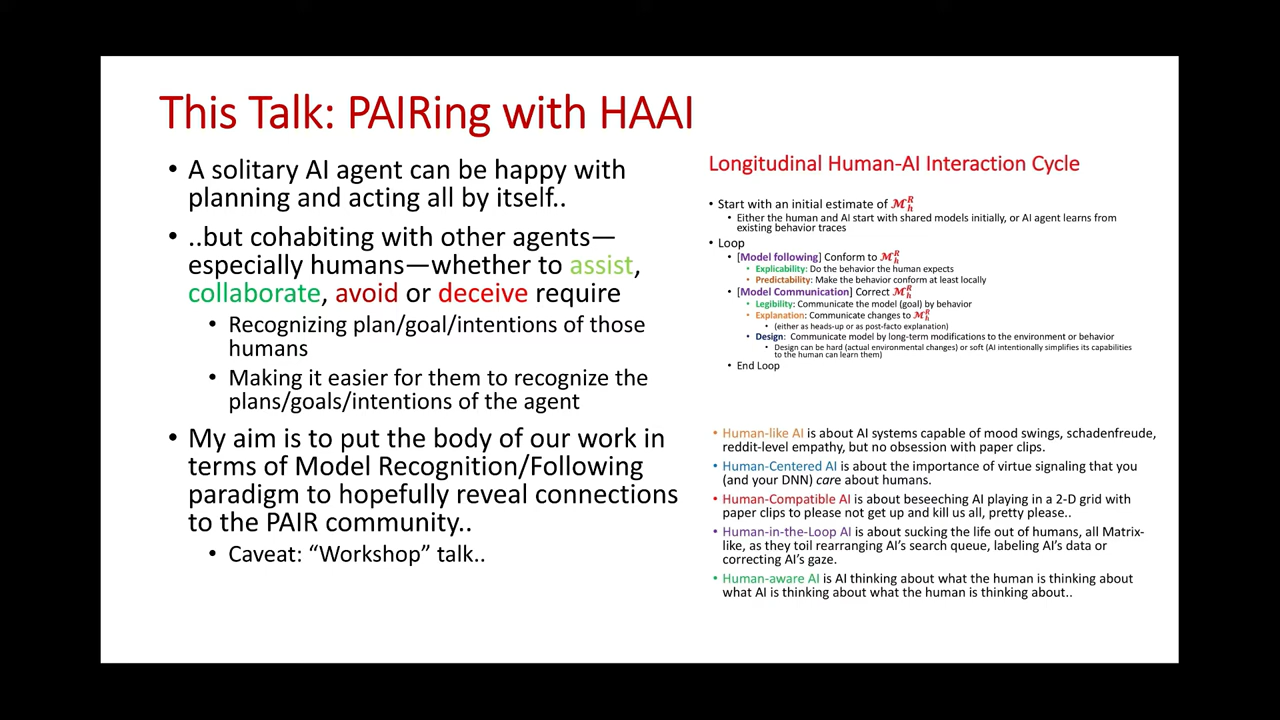 This Talk: PAIRing with HAAI
• A solitary AI agent can be happy with
planning and acting all by itself..
• ..but cohabiting with other agents—
especially humans—whether to assist,
collaborate, avoid or deceive require
• Recognizing plan/goal/intentions of those
humans
• Making it easier for them to recognize the
plans/goals/intentions of the agent
• My aim is to put the body of our work in
terms of Model Recognition/Following
paradigm to hopefully reveal connections
to the PAIR community..
• Caveat: “Workshop” talk..
Longitudinal Human-AI Interaction Cycle
• Start with an initial estimate of ℳ_h^R
• Either the human and AI start with shared models initially, or AI agent learns from
existing behavior traces
• Loop
• [Model following] Conform to ℳ_h^R
• Explicability: Do the behavior the human expects
• Predictability: Make the behavior conform at least locally
• [Model Communication] Correct ℳ_h^R
• Legibility: Communicate the model (goal) by behavior
• Explanation: Communicate changes to ℳ_h^R
• (either as heads-up or as post-facto explanation)
• Design: Communicate model by long-term modifications to the environment or behavior
• Design can be hard (actual environmental changes) or soft (AI intentionally simplifies its capabilities
to the human can learn them)
• End Loop
• Human-like AI is about AI systems capable of mood swings, schadenfreude,
reddit-level empathy, but no obsession with paper clips.
• Human-Centered AI is about the importance of virtue signaling that you
(and your DNN) care about humans.
• Human-Compatible AI is about beseeching AI playing in a 2-D grid with
paper clips to please not get up and kill us all, pretty please..
• Human-in-the-Loop AI is about sucking the life out of humans, all Matrix-
like, as they toil rearranging AI’s search queue, labeling AI’s data or
correcting AI’s gaze.
• Human-aware AI is AI thinking about what the human is thinking about
what AI is thinking about what the human is thinking about..